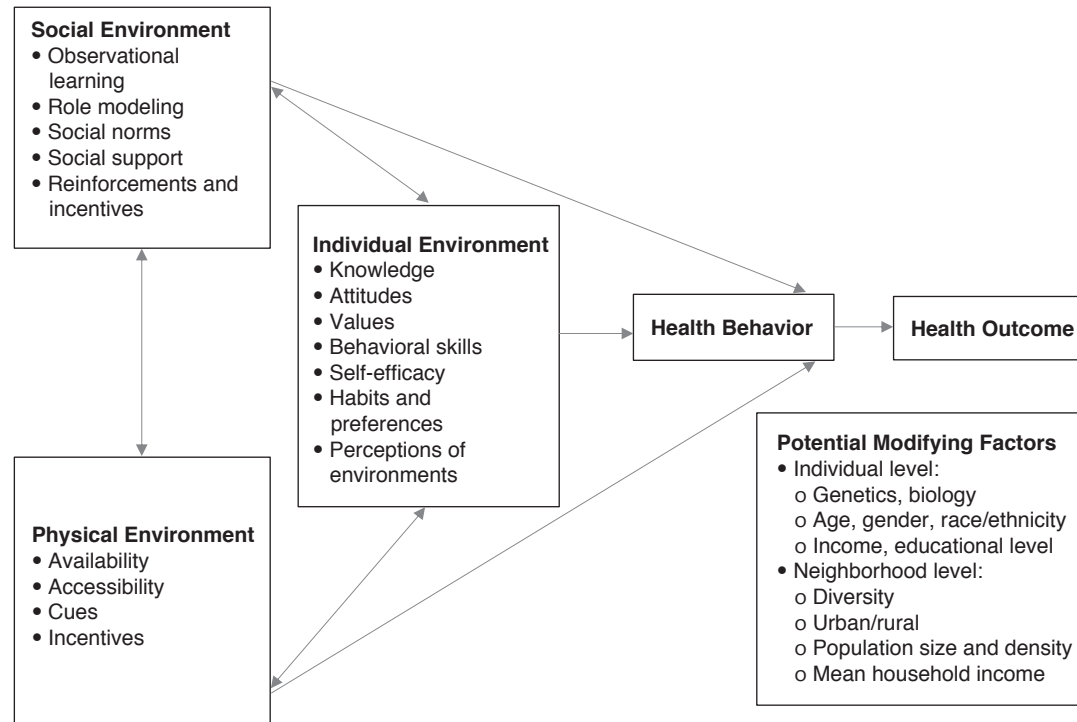 Social Environment
• Observational
learning
• Role modeling
• Social norms
• Social support
• Reinforcements and
incentives
Individual Environment
• Knowledge
• Attitudes
• Values
• Behavioral skills
• Self-efficacy
• Habits and
preferences
• Perceptions of
environments
Health Behavior
Health Outcome
Physical Environment
• Availability
• Accessibility
• Cues
• Incentives
Potential Modifying Factors
• Individual level:
o Genetics, biology
o Age, gender, race/ethnicity
o Income, educational level
• Neighborhood level:
o Diversity
o Urban/rural
o Population size and density
o Mean household income